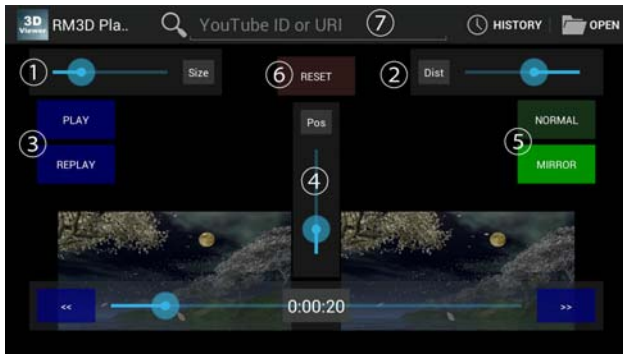 3D Viewer RM3D Pla.. YouTube ID or URI ⑦ HISTORY OPEN
① Size ⑥ RESET ② Dist
PLAY Pos NORMAL
③ ⑤
REPLAY ④ MIRROR
<< 0:00:20 >>